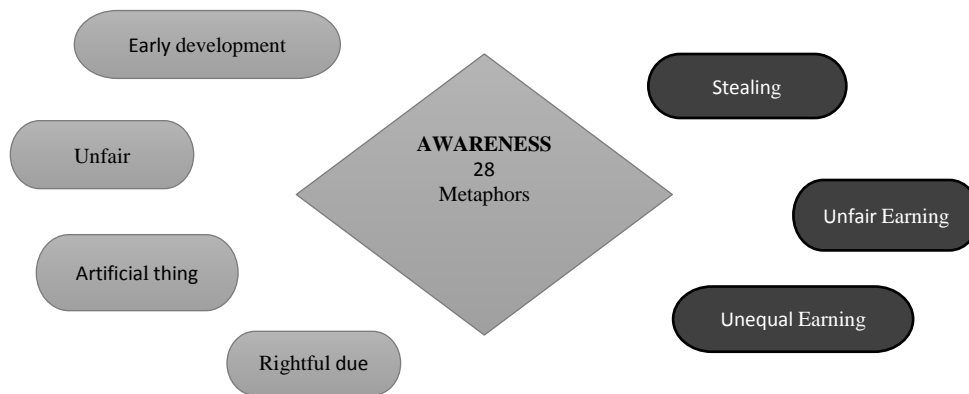 Early development
Unfair
Artificial thing
Rightful due
AWARENESS
28
Metaphors
Stealing
Unfair Earning
Unequal Earning